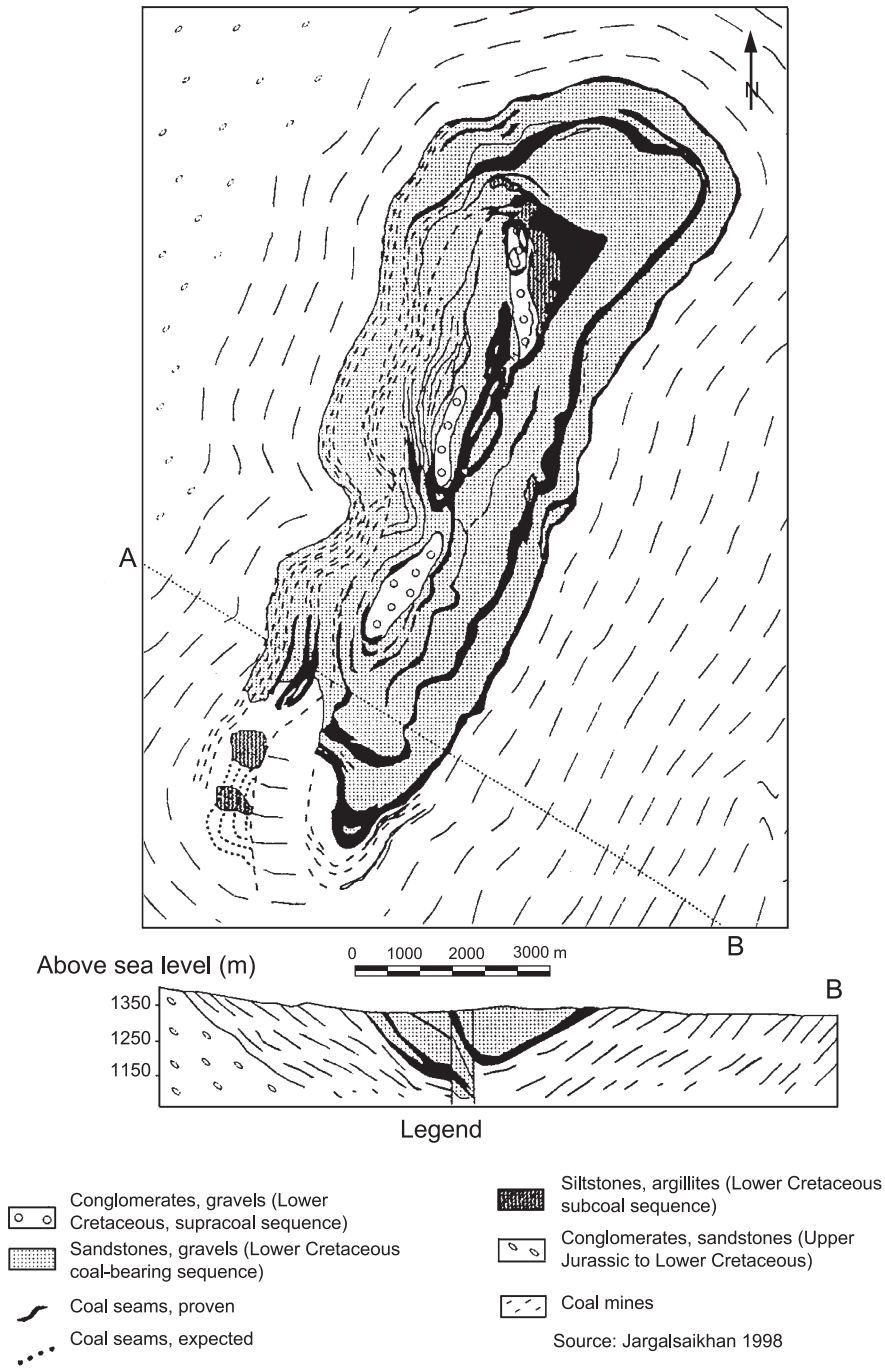 N
A
B
0 1000 2000 3000 m
Above sea level (m)
B
1350
1250
1150
Legend
Conglomerates, gravels (Lower
Cretaceous, supracoal sequence)
Sandstones, gravels (Lower Cretaceous
coal-bearing sequence)
Coal seams, proven
Coal seams, expected
Siltstones, argillites (Lower Cretaceous
subcoal sequence)
Conglomerates, sandstones (Upper
Jurassic to Lower Cretaceous)
Coal mines
Source: Jargalsaikhan 1998